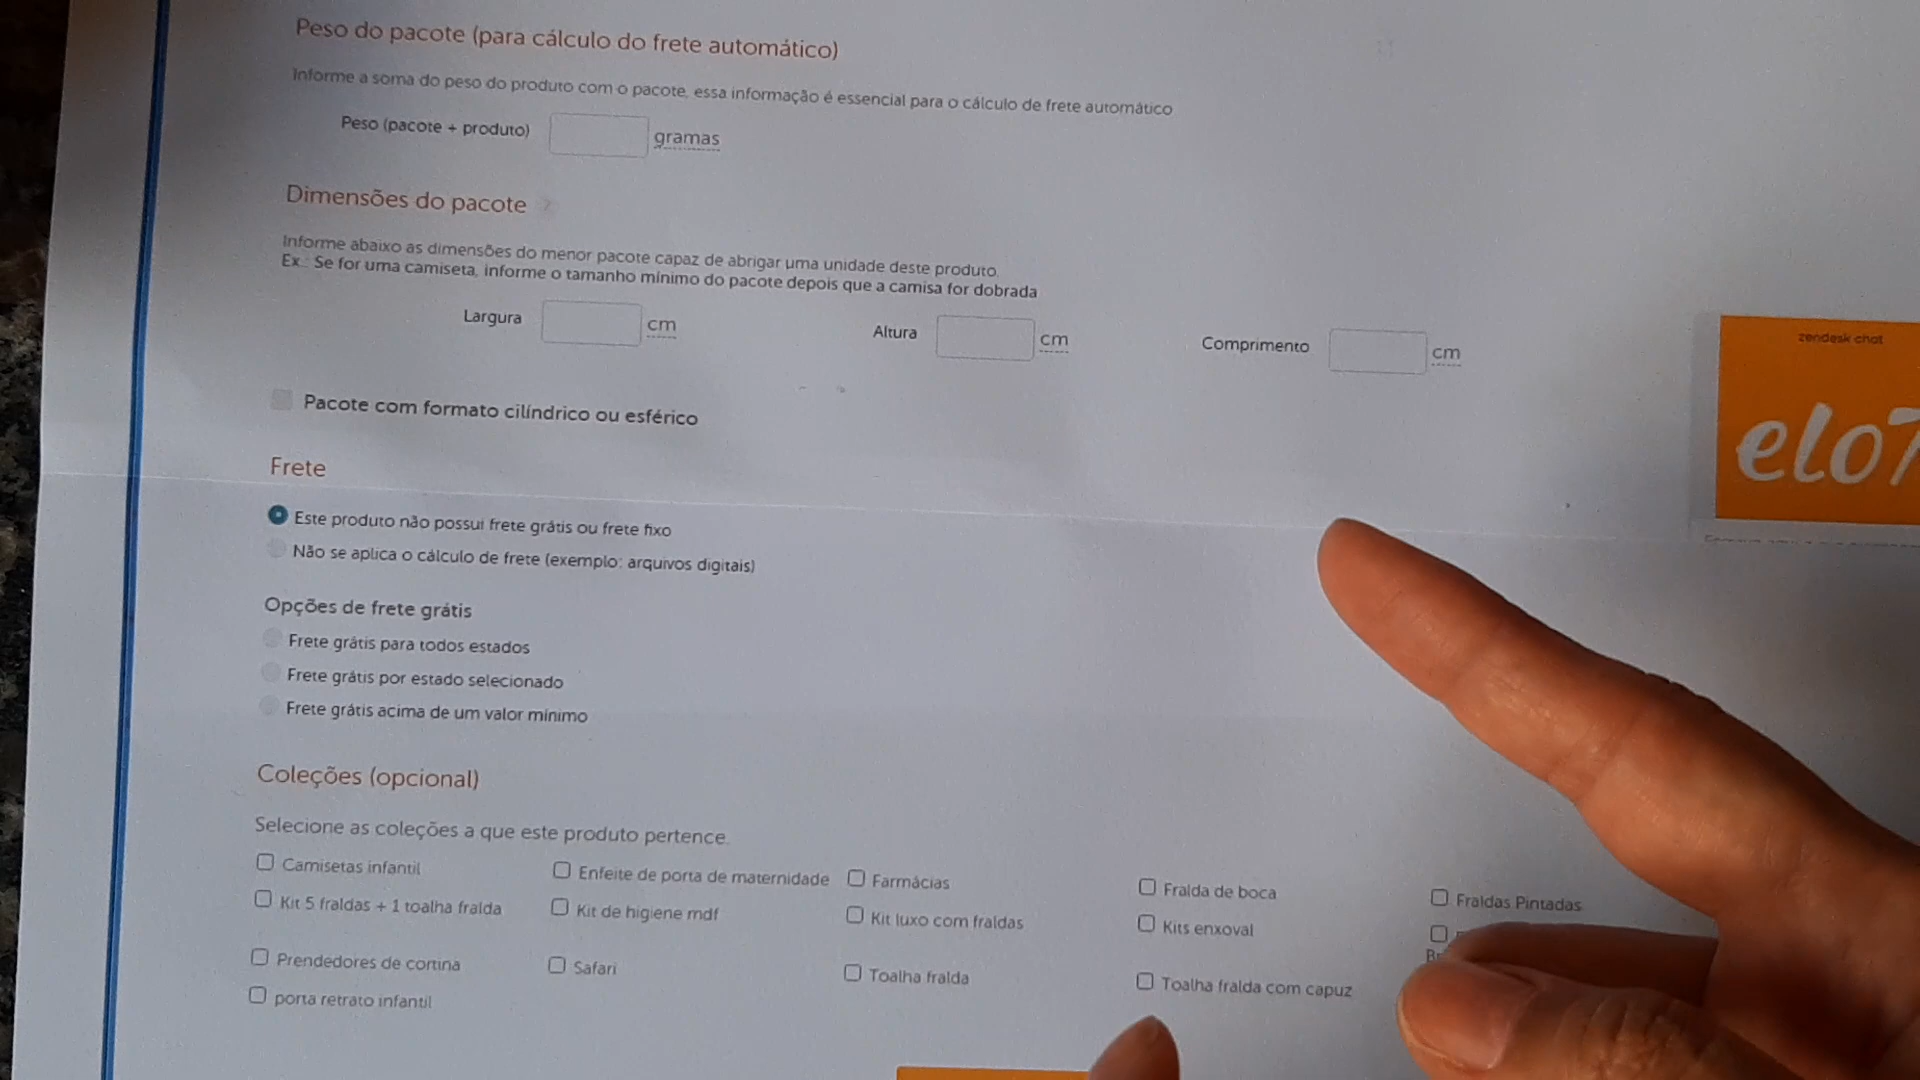 Peso do pacote (para cálculo do frete automático)
Informe a soma do peso do produto com o pacote, essa informação é essencial para o cálculo de frete automático
Peso (pacote + produto) gramas
Dimensões do pacote ?
Informe abaixo as dimensões do menor pacote capaz de abrigar uma unidade deste produto.
Ex.: Se for uma camiseta, informe o tamanho mínimo do pacote depois que a camisa for dobrada
Largura cm Altura cm Comprimento cm
zendesk chat
elo7
Pacote com formato cilíndrico ou esférico
Frete
Este produto não possui frete grátis ou frete fixo
Não se aplica o cálculo de frete (exemplo: arquivos digitais)
Opções de frete grátis
Frete grátis para todos estados
Frete grátis por estado selecionado
Frete grátis acima de um valor mínimo
Coleções (opcional)
Selecione as coleções a que este produto pertence.
Camisetas infantil Enfeite de porta de maternidade Farmácias Fralda de boca Fraldas Pintadas
Kit 5 fraldas + 1 toalha fralda Kit de higiene mdf Kit luxo com fraldas Kits enxoval
Prendedores de cortina Safari Toalha fralda Toalha fralda com capuz
porta retrato infantil